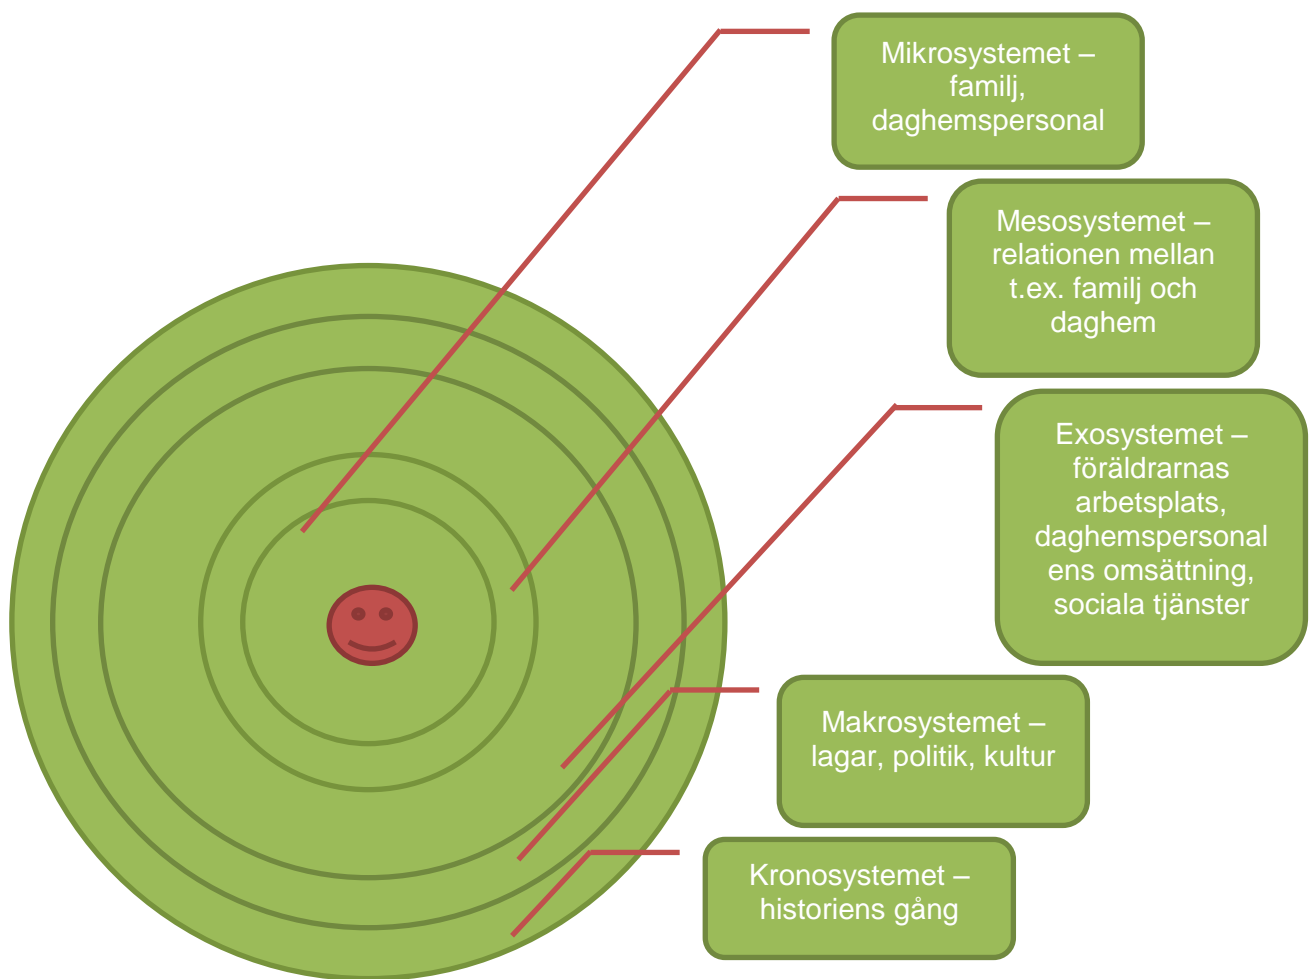 Mikrosystemet –
familj,
daghemspersonal
Mesosystemet –
relationen mellan
t.ex. familj och
daghem
Exosystemet –
föräldrarnas
arbetsplats,
daghemspersonal
ens omsättning,
sociala tjänster
Makrosystemet –
lagar, politik, kultur
Kronosystemet –
historiens gång